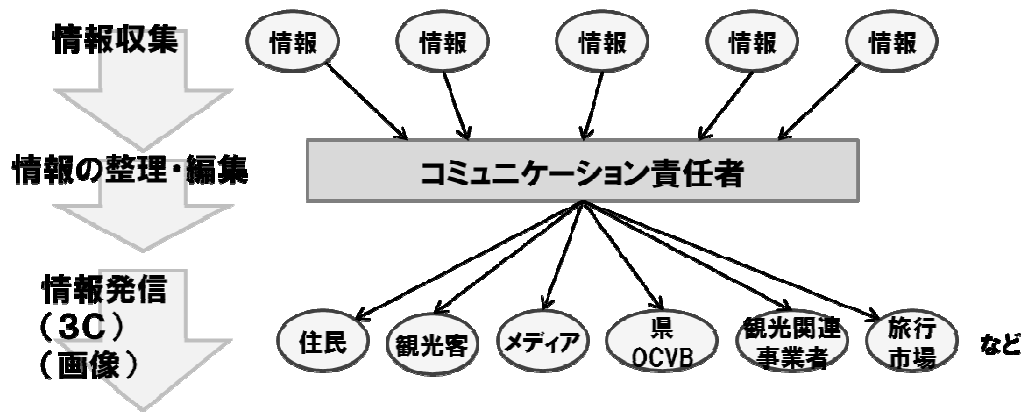 情報収集
情報 情報 情報 情報 情報
情報の整理・編集
コミュニケーション責任者
情報発信
（３Ｃ）
（画像）
住民
観光客
メディア
県
OCVB
観光関連
事業者
旅行
市場
など